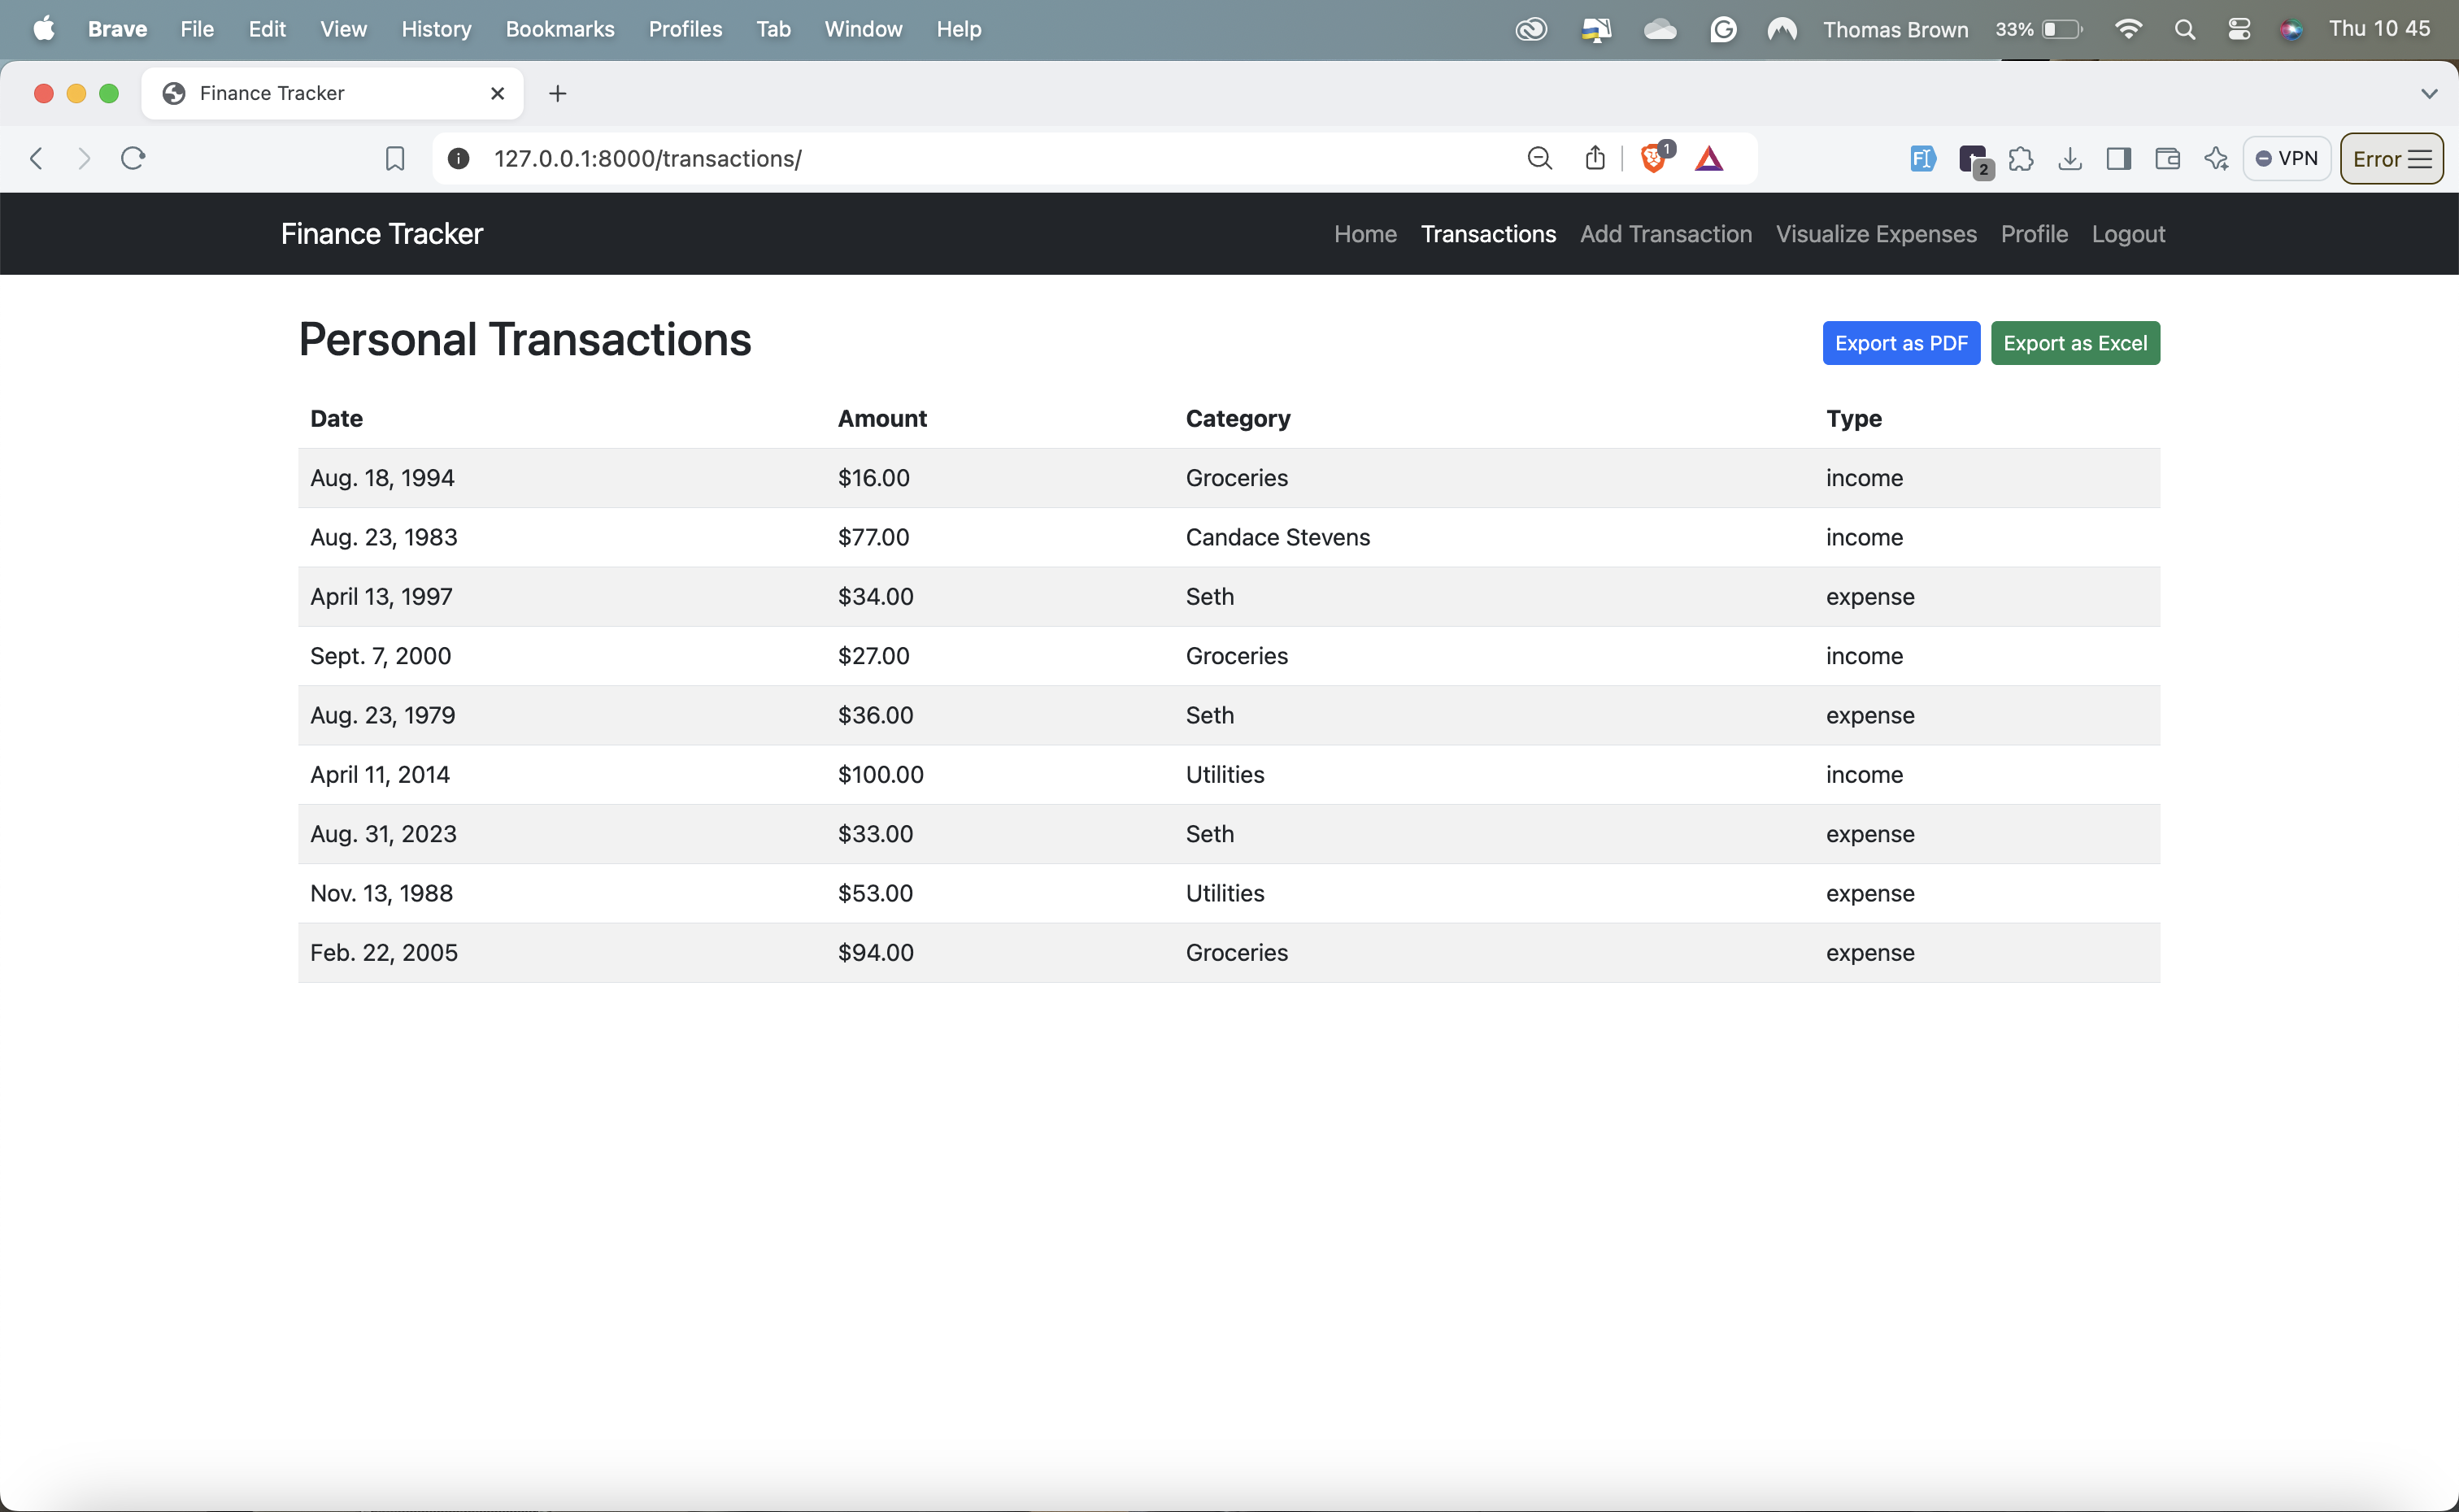 Brave File Edit View History Bookmarks Profiles Tab Window Help Thomas Brown 33% Thu 10 45
Finance Tracker
127.0.0.1:8000/transactions/ 1 2 VPN Error
Finance Tracker Home Transactions Add Transaction Visualize Expenses Profile Logout
Personal Transactions Export as PDF Export as Excel
Date Amount Category Type
Aug. 18, 1994 $16.00 Groceries income
Aug. 23, 1983 $77.00 Candace Stevens income
April 13, 1997 $34.00 Seth expense
Sept. 7, 2000 $27.00 Groceries income
Aug. 23, 1979 $36.00 Seth expense
April 11, 2014 $100.00 Utilities income
Aug. 31, 2023 $33.00 Seth expense
Nov. 13, 1988 $53.00 Utilities expense
Feb. 22, 2005 $94.00 Groceries expense